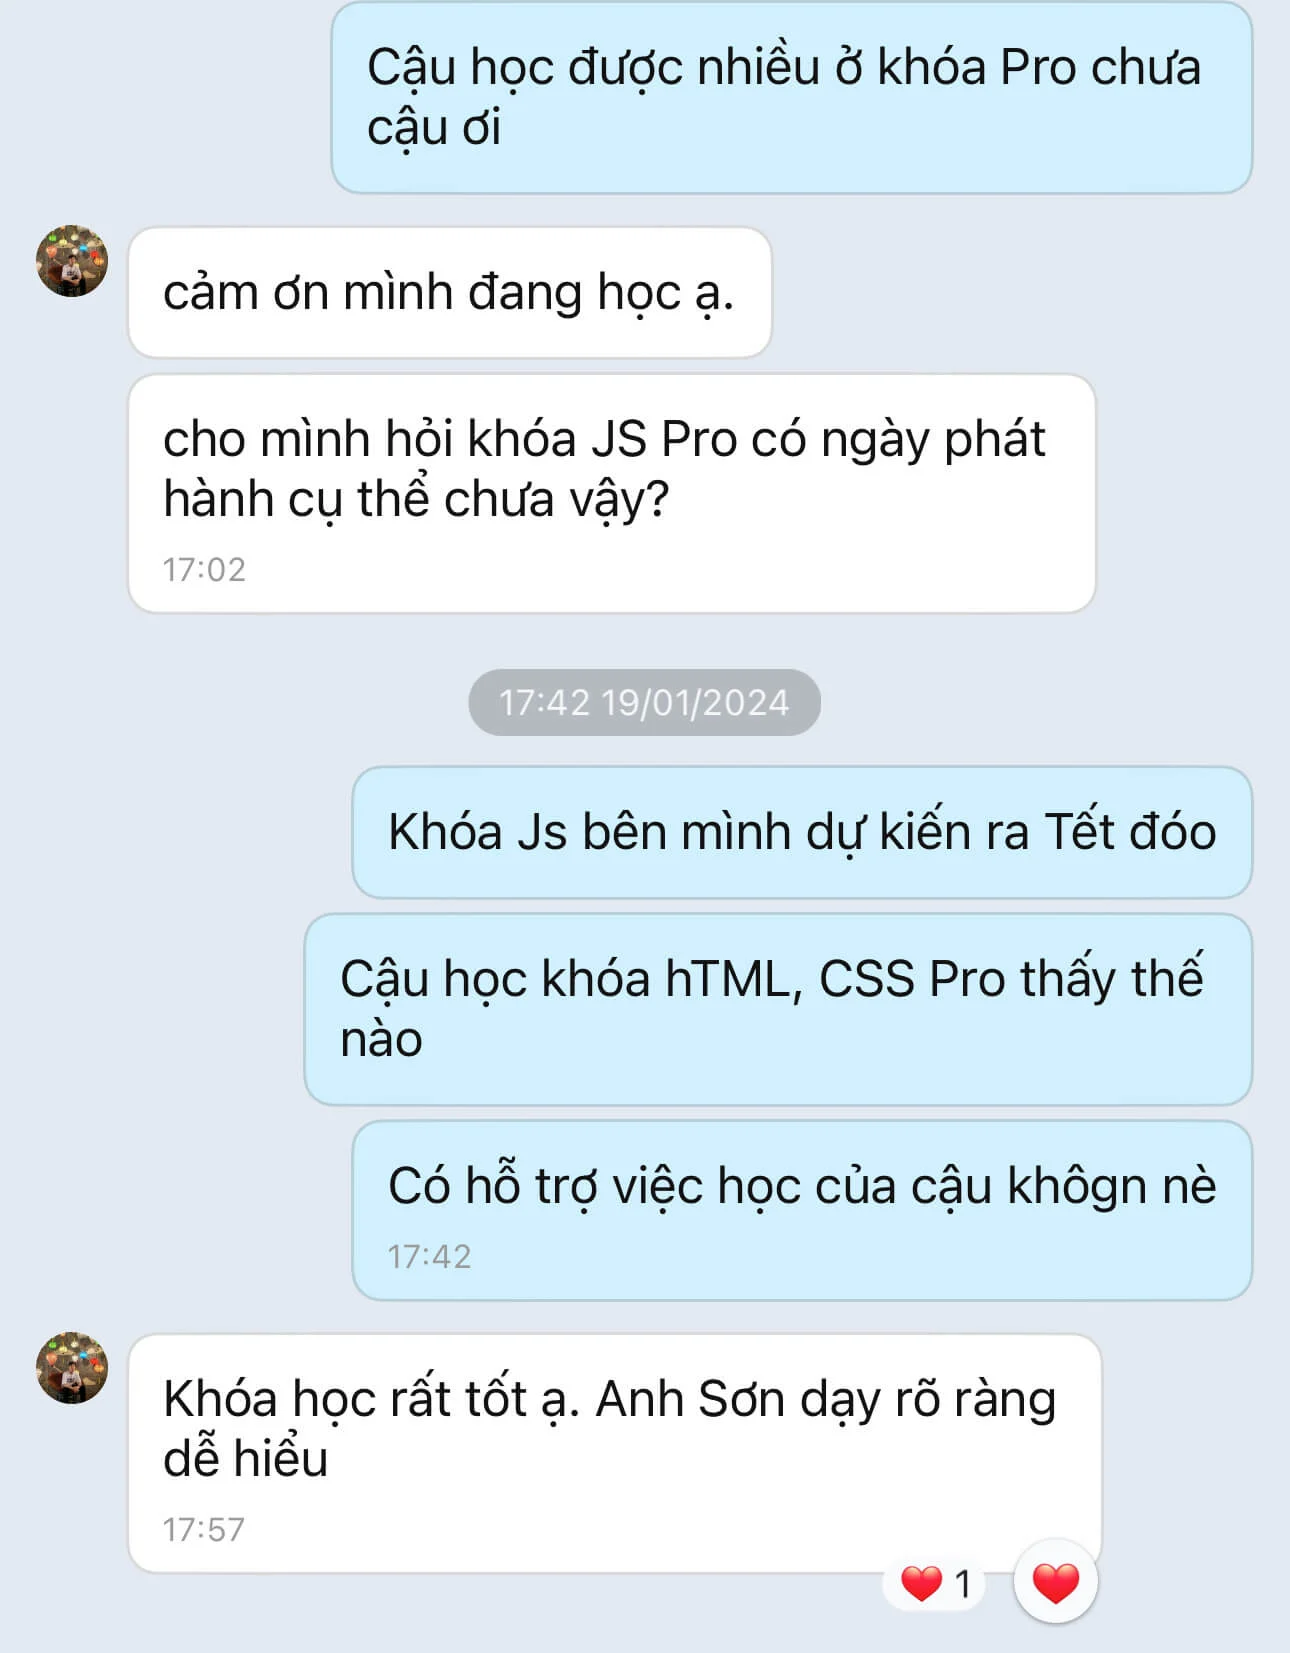 Cậu học được nhiều ở khóa Pro chưa
cậu ơi
cảm ơn mình đang học ạ.
cho mình hỏi khóa JS Pro có ngày phát
hành cụ thể chưa vậy?
17:02
17:42 19/01/2024
Khóa Js bên mình dự kiến ra Tết đóo
Cậu học khóa hTML, CSS Pro thấy thế
nào
Có hỗ trợ việc học của cậu khôgn nè
17:42
Khóa học rất tốt ạ. Anh Sơn dạy rõ ràng
dễ hiểu
17:57
1